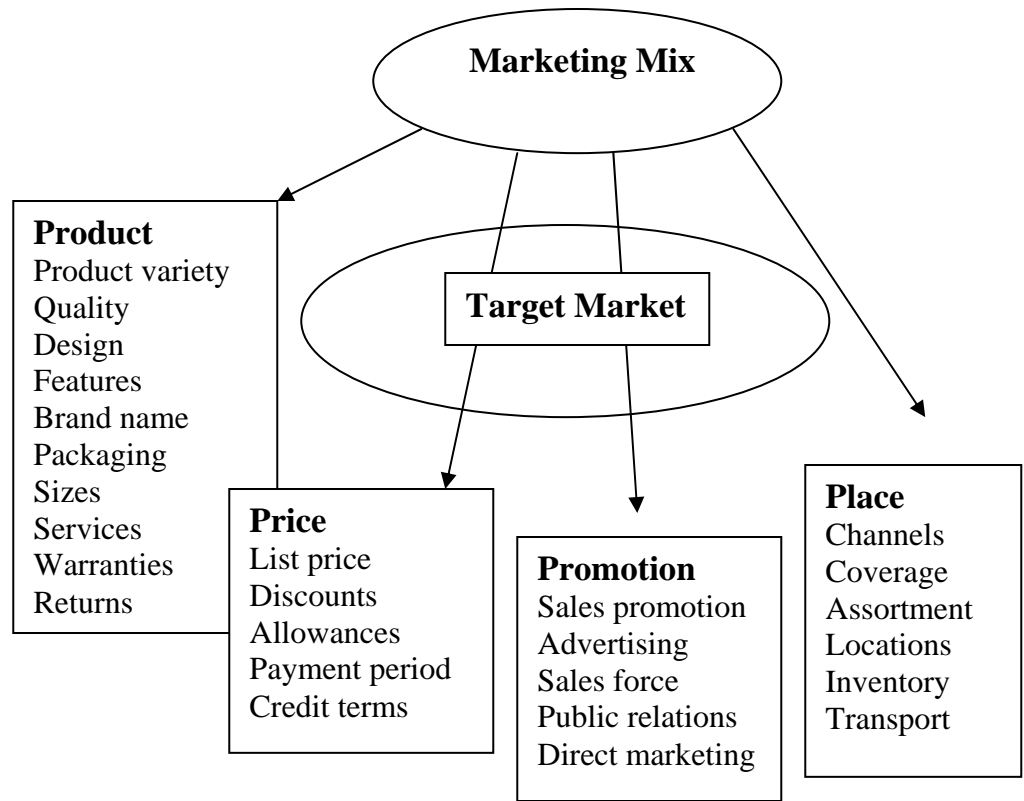 Marketing Mix
Target Market
Product
Product variety
Quality
Design
Features
Brand name
Packaging
Sizes
Services
Warranties
Returns
Price
List price
Discounts
Allowances
Payment period
Credit terms
Promotion
Sales promotion
Advertising
Sales force
Public relations
Direct marketing
Place
Channels
Coverage
Assortment
Locations
Inventory
Transport